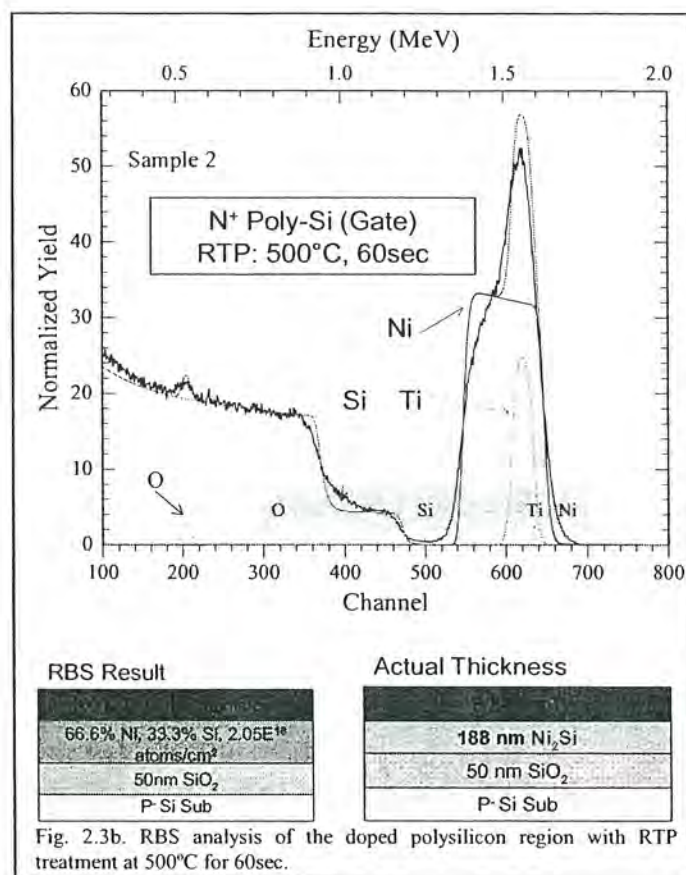 Energy (MeV)
0.5 1.0 1.5 2.0
60
50
40
30
20
10
0
Normalized Yield
Sample 2
N⁺ Poly-Si (Gate)
RTP: 500°C, 60sec
Ni
Si Ti
O
O Si Ti Ni
100 200 300 400 500 600 700 800
Channel
RBS Result
66.6% Ni, 33.3% Si, 2.05E¹⁸
atoms/cm²
50nm SiO₂
P⁻ Si Sub
Actual Thickness
188 nm Ni₂Si
50 nm SiO₂
P⁻ Si Sub
Fig. 2.3b. RBS analysis of the doped polysilicon region with RTP
treatment at 500ºC for 60sec.